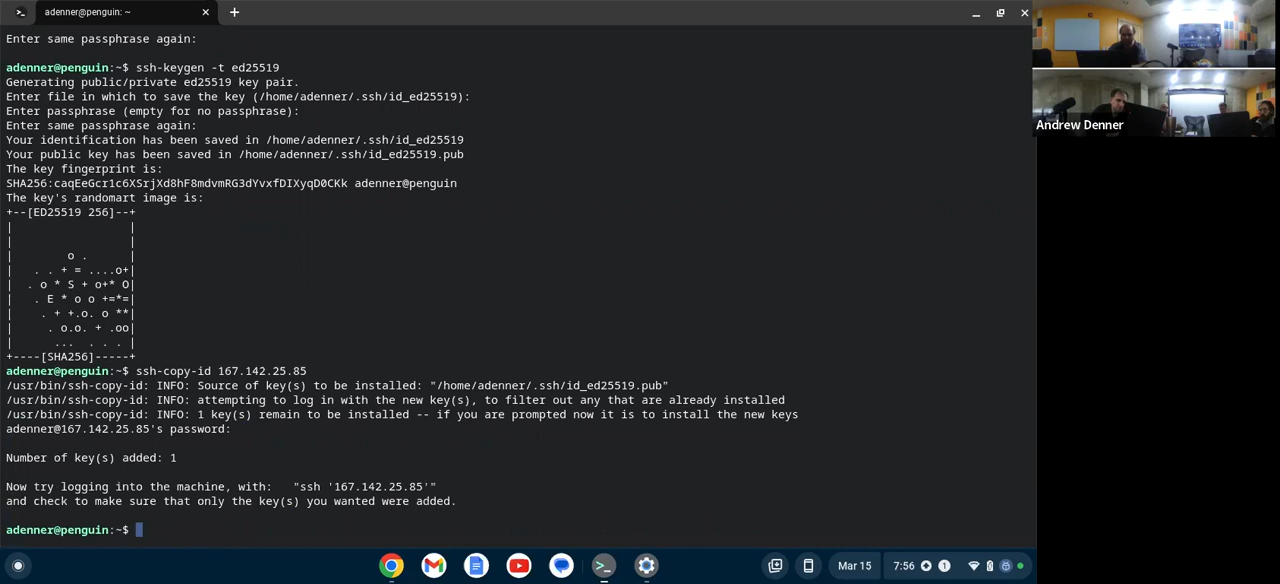 adenner@penguin: ~
Enter same passphrase again:
adenner@penguin:~$ ssh-keygen -t ed25519
Generating public/private ed25519 key pair.
Enter file in which to save the key (/home/adenner/.ssh/id_ed25519):
Enter passphrase (empty for no passphrase):
Enter same passphrase again:
Your identification has been saved in /home/adenner/.ssh/id_ed25519
Your public key has been saved in /home/adenner/.ssh/id_ed25519.pub
The key fingerprint is:
SHA256:caqEeGcr1c6XSrjXd8hF8mdvmRG3dYvxfDIXyqD0CKk adenner@penguin
The key's randomart image is:
+--[ED25519 256]--+
|                 |
|                 |
|        o .      |
|   . . + = ....o+|
|  . o * S + o+* O|
|   . E * o o +=*=|
|    . + +.o. o **|
|     . o.o. + .oo|
|      ...  . . . |
+----[SHA256]-----+
adenner@penguin:~$ ssh-copy-id 167.142.25.85
/usr/bin/ssh-copy-id: INFO: Source of key(s) to be installed: "/home/adenner/.ssh/id_ed25519.pub"
/usr/bin/ssh-copy-id: INFO: attempting to log in with the new key(s), to filter out any that are already installed
/usr/bin/ssh-copy-id: INFO: 1 key(s) remain to be installed -- if you are prompted now it is to install the new keys
adenner@167.142.25.85's password:
Number of key(s) added: 1
Now try logging into the machine, with:   "ssh '167.142.25.85'"
and check to make sure that only the key(s) you wanted were added.
adenner@penguin:~$
Andrew Denner
Mar 15
7:56
1